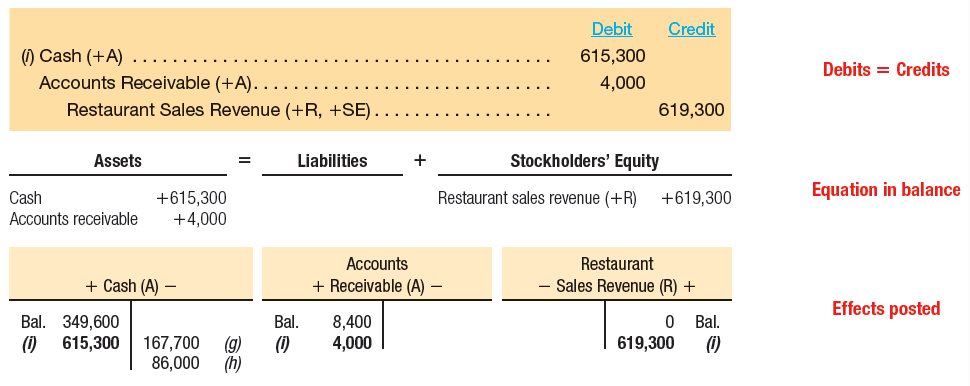 Debit Credit
(i) Cash (+A) . . . . . . . . . . . . . . . . . . . . . . . . . . . . . . . . . . . . . . . . . . 615,300
Accounts Receivable (+A). . . . . . . . . . . . . . . . . . . . . . . . . . . . . . 4,000
Restaurant Sales Revenue (+R, +SE) . . . . . . . . . . . . . . . . . . 619,300
Debits = Credits
Assets = Liabilities + Stockholders’ Equity
Cash +615,300 Restaurant sales revenue (+R) +619,300
Accounts receivable +4,000
Equation in balance
+ Cash (A) −
Bal. 349,600
(i) 615,300 167,700 (g)
86,000 (h)
Accounts
+ Receivable (A) −
Bal. 8,400
(i) 4,000
Restaurant
− Sales Revenue (R) +
0 Bal.
619,300 (i)
Effects posted